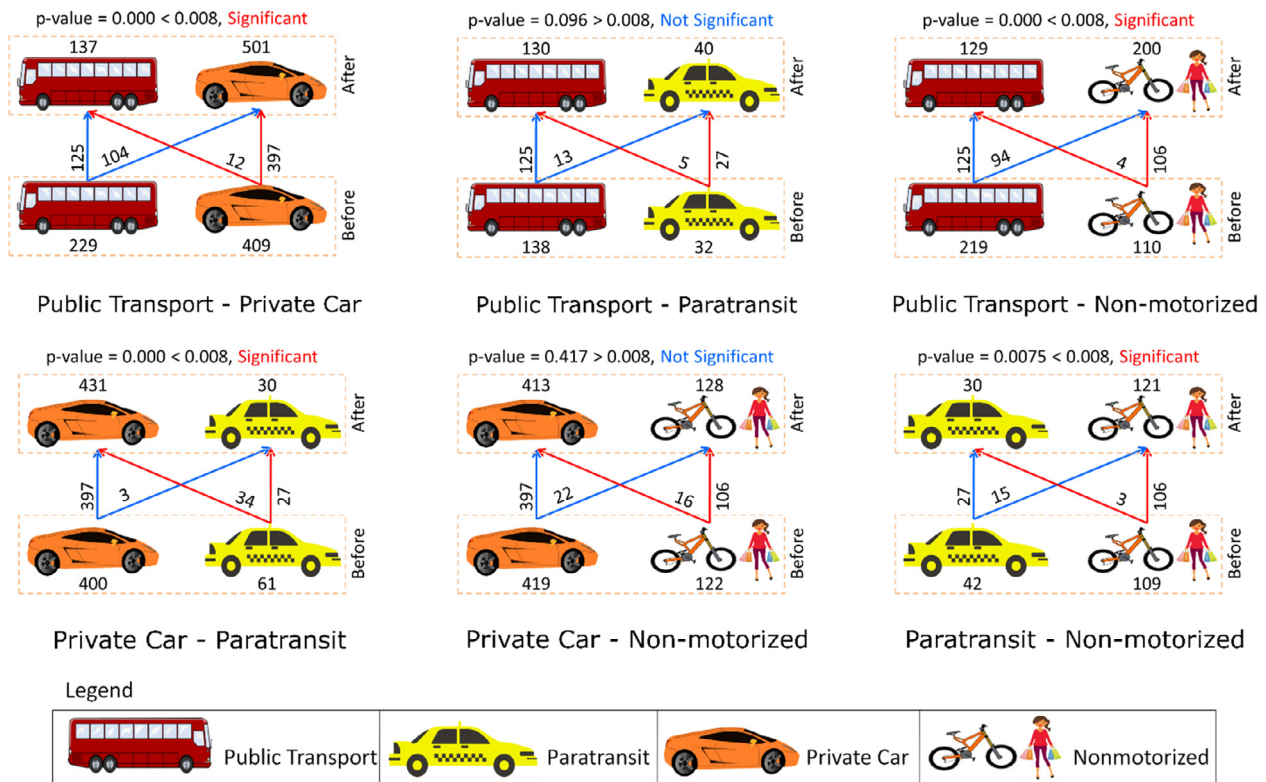 p-value = 0.000 < 0.008, Significant
137 501
After
125 104 12 397
Before
229 409
Public Transport - Private Car
p-value = 0.096 > 0.008, Not Significant
130 40
After
125 13 5 27
Before
138 32
Public Transport - Paratransit
p-value = 0.000 < 0.008, Significant
129 200
After
125 94 4 106
Before
219 110
Public Transport - Non-motorized
p-value = 0.000 < 0.008, Significant
431 30
After
397 3 34 27
Before
400 61
Private Car - Paratransit
p-value = 0.417 > 0.008, Not Significant
413 128
After
397 22 16 106
Before
419 122
Private Car - Non-motorized
p-value = 0.0075 < 0.008, Significant
30 121
After
27 15 3 106
Before
42 109
Paratransit - Non-motorized
Legend
Public Transport Paratransit Private Car Nonmotorized